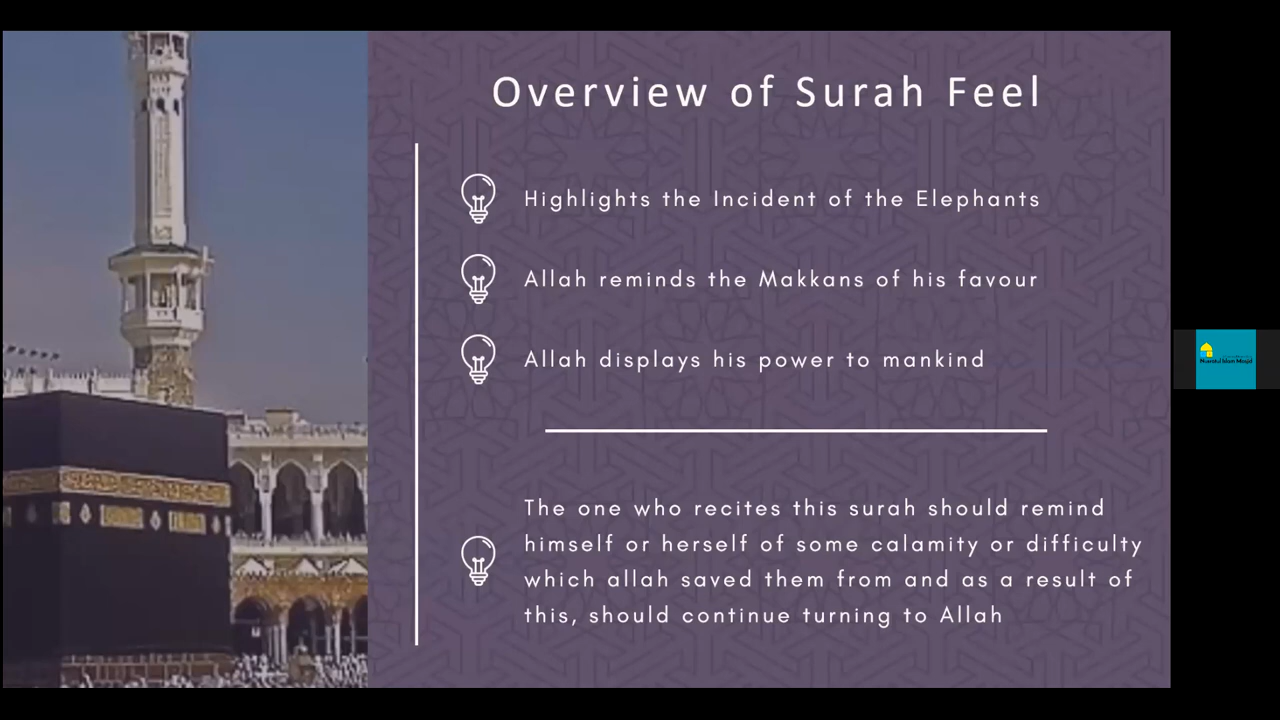 Overview of Surah Feel
Highlights the Incident of the Elephants
Allah reminds the Makkans of his favour
Allah displays his power to mankind
The one who recites this surah should remind
himself or herself of some calamity or difficulty
which allah saved them from and as a result of
this, should continue turning to Allah
Islam Masjid